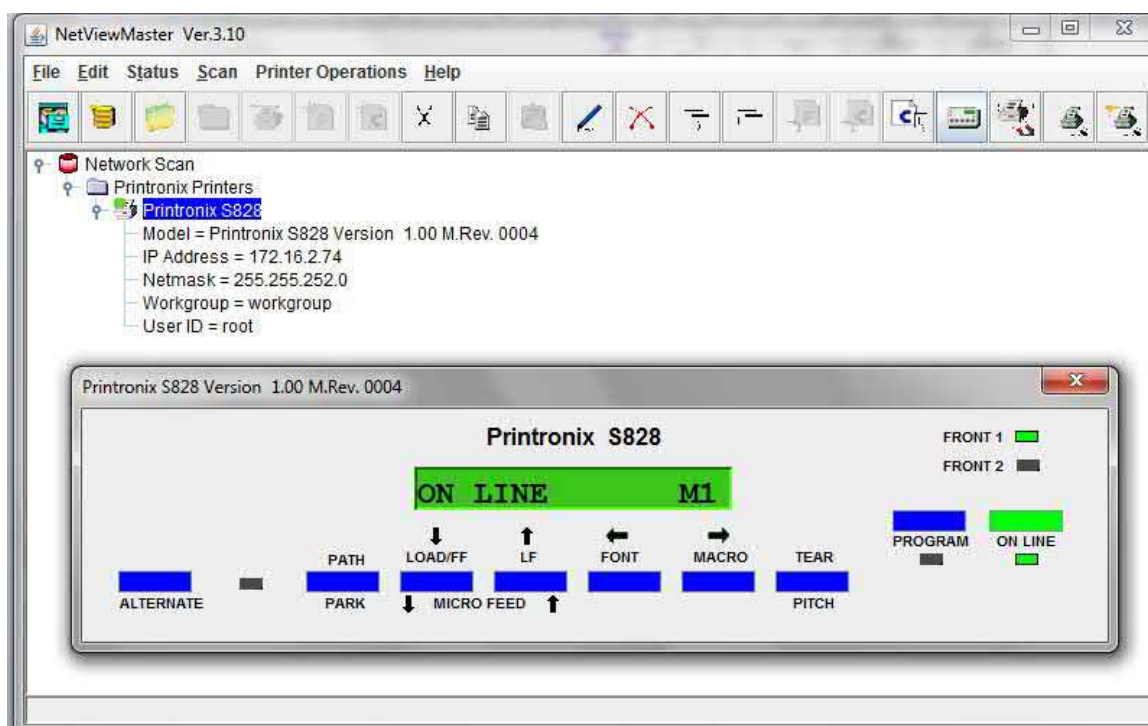 NetViewMaster Ver.3.10
File Edit Status Scan Printer Operations Help
Network Scan
Printronix Printers
Printronix S828
Model = Printronix S828 Version 1.00 M.Rev. 0004
IP Address = 172.16.2.74
Netmask = 255.255.252.0
Workgroup = workgroup
User ID = root
Printronix S828 Version 1.00 M.Rev. 0004
Printronix S828
FRONT 1
FRONT 2
ON LINE M1
PROGRAM ON LINE
PATH LOAD/FF LF FONT MACRO TEAR
ALTERNATE PARK MICRO FEED PITCH